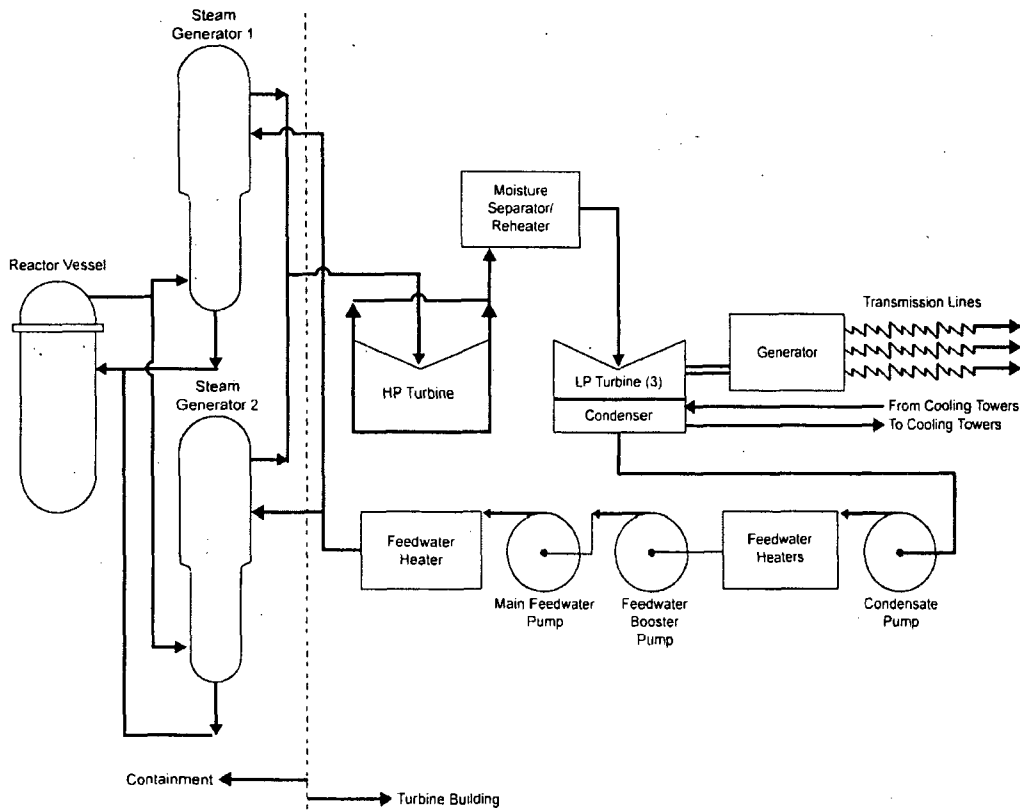 Steam
Generator 1
Moisture
Separator/
Reheater
Reactor Vessel
Transmission Lines
Generator
HP Turbine
LP Turbine (3)
Condenser
From Cooling Towers
To Cooling Towers
Steam
Generator 2
Feedwater
Heater
Main Feedwater
Pump
Feedwater
Booster
Pump
Feedwater
Heaters
Condensate
Pump
Containment
Turbine Building